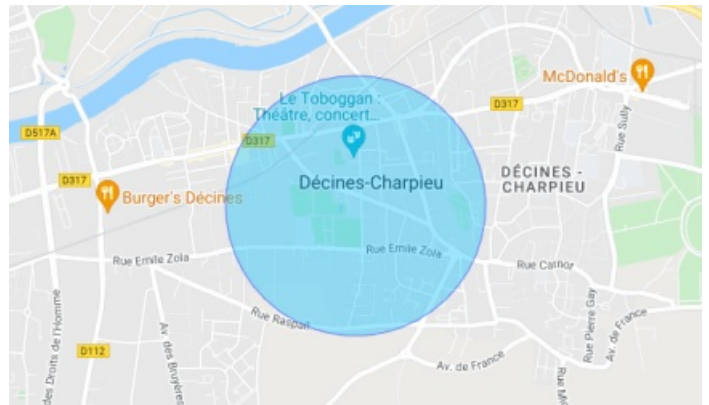 Le Toboggan :
Théâtre, concert...
McDonald's
D317
D517A
D317
Rue Sully
D317
Burger's Décines
Décines-Charpieu
DÉCINES -
CHARPIEU
Rue Emile Zola
Rue Emile Zola
Rue Carnot
Rue Raspail
des Droits de l'Homme
D112
Av. des Bruyères
Av. de France
Rue Pierre Gay
Av. de France